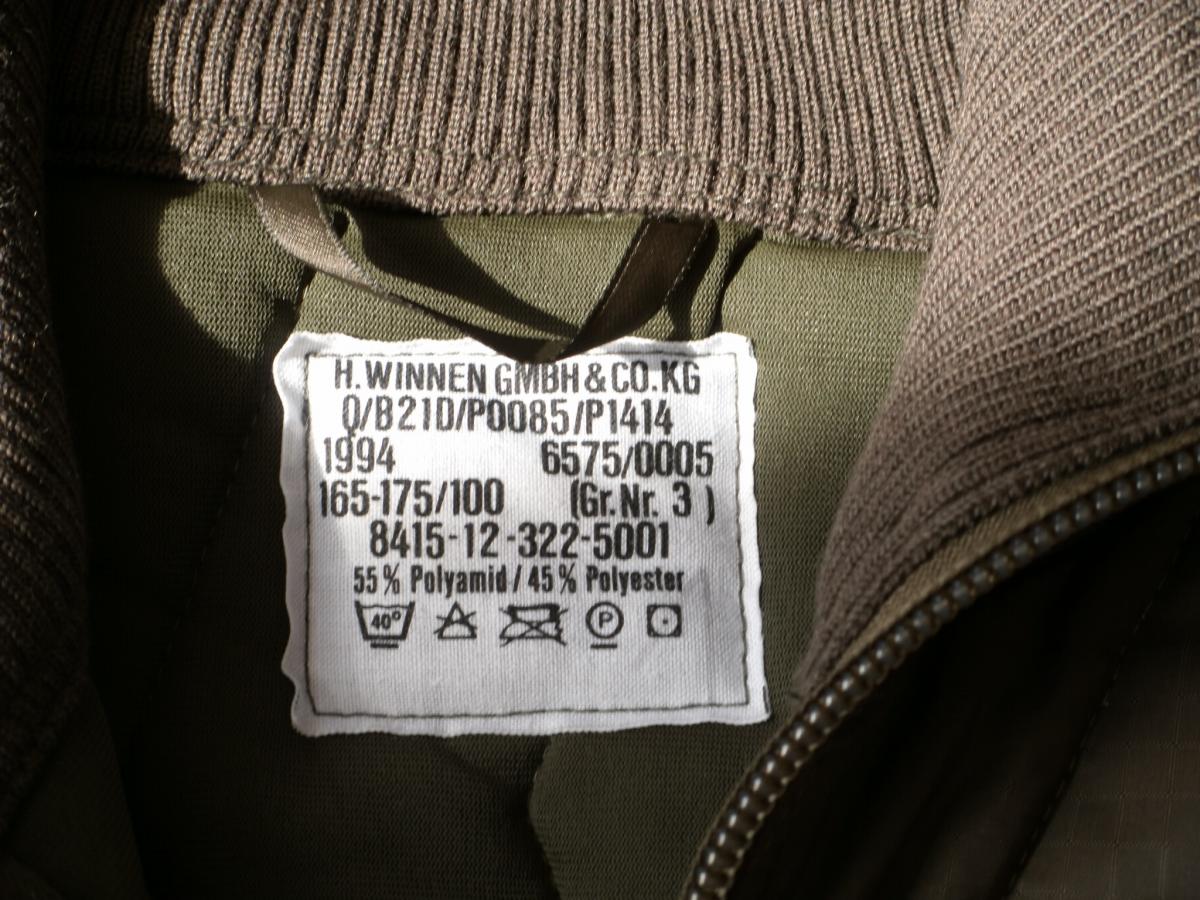 H.WINNEN GMBH & CO.KG
Q/B21D/P0085/P1414
1994 6575/0005
165-175/100 (Gr.Nr. 3 )
8415-12-322-5001
55% Polyamid / 45% Polyester
40° P